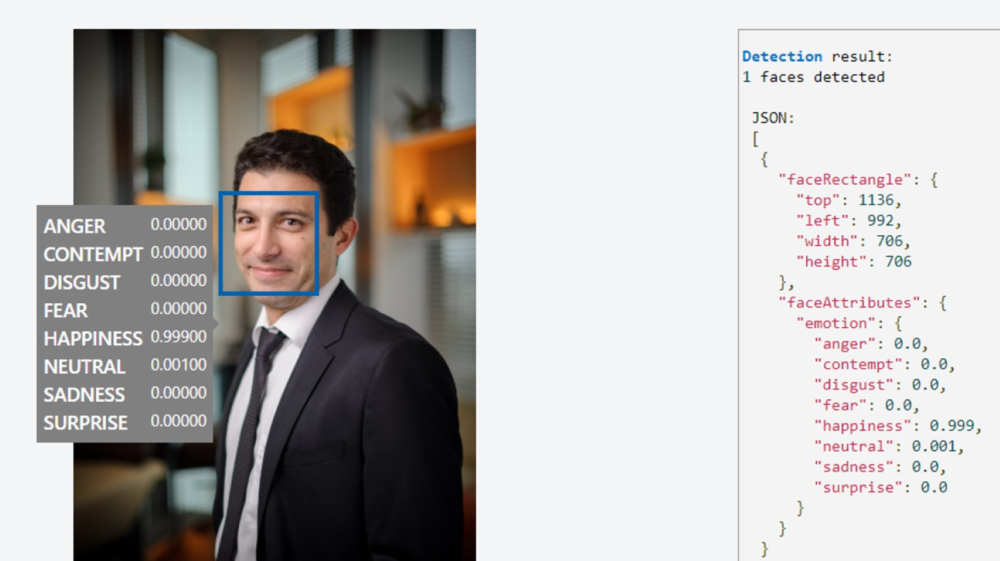 ANGER 0.00000
CONTEMPT 0.00000
DISGUST 0.00000
FEAR 0.00000
HAPPINESS 0.99900
NEUTRAL 0.00100
SADNESS 0.00000
SURPRISE 0.00000
Detection result:
1 faces detected
JSON:
[
{
"faceRectangle": {
"top": 1136,
"left": 992,
"width": 706,
"height": 706
},
"faceAttributes": {
"emotion": {
"anger": 0.0,
"contempt": 0.0,
"disgust": 0.0,
"fear": 0.0,
"happiness": 0.999,
"neutral": 0.001,
"sadness": 0.0,
"surprise": 0.0
}
}
}